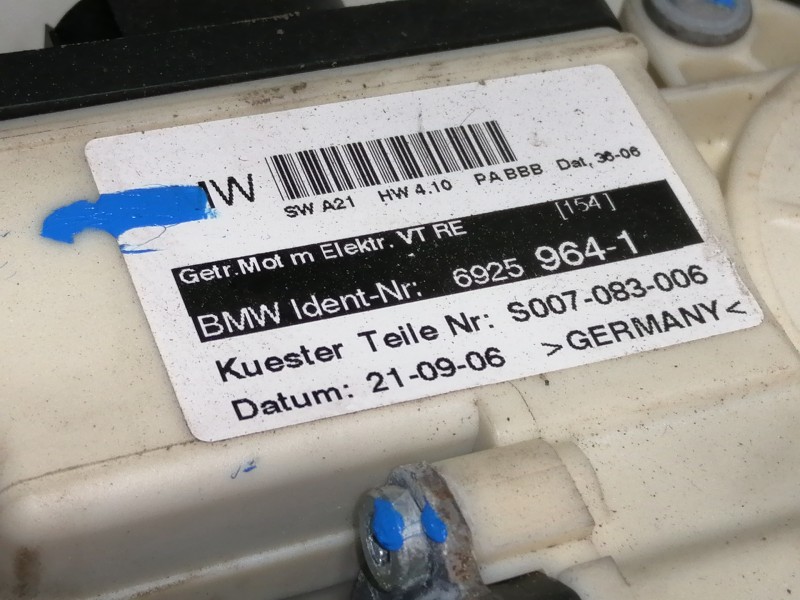 SW A21 HW 4.10 PA BBB Dat, 36-06
[154]
Getr.Mot m Elektr. VT RE
BMW Ident-Nr: 6925 964-1
Kuester Teile Nr: S007-083-006
Datum: 21-09-06 >GERMANY<